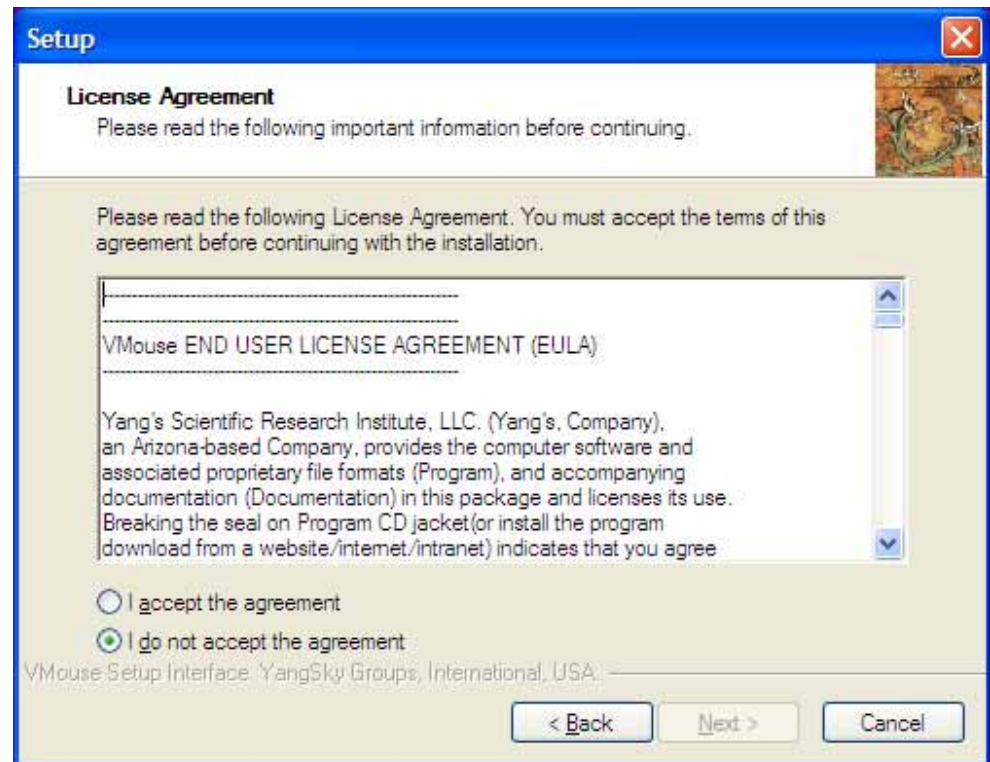 Setup
License Agreement
Please read the following important information before continuing.
Please read the following License Agreement. You must accept the terms of this
agreement before continuing with the installation.
------------------------------------------------------------
------------------------------------------------------------
VMouse END USER LICENSE AGREEMENT (EULA)
------------------------------------------------------------
Yang's Scientific Research Institute, LLC. (Yang's, Company),
an Arizona-based Company, provides the computer software and
associated proprietary file formats (Program), and accompanying
documentation (Documentation) in this package and licenses its use.
Breaking the seal on Program CD jacket(or install the program
download from a website/internet/intranet) indicates that you agree
I accept the agreement
I do not accept the agreement
VMouse Setup Interface. YangSky Groups, International, USA.
< Back
Next >
Cancel